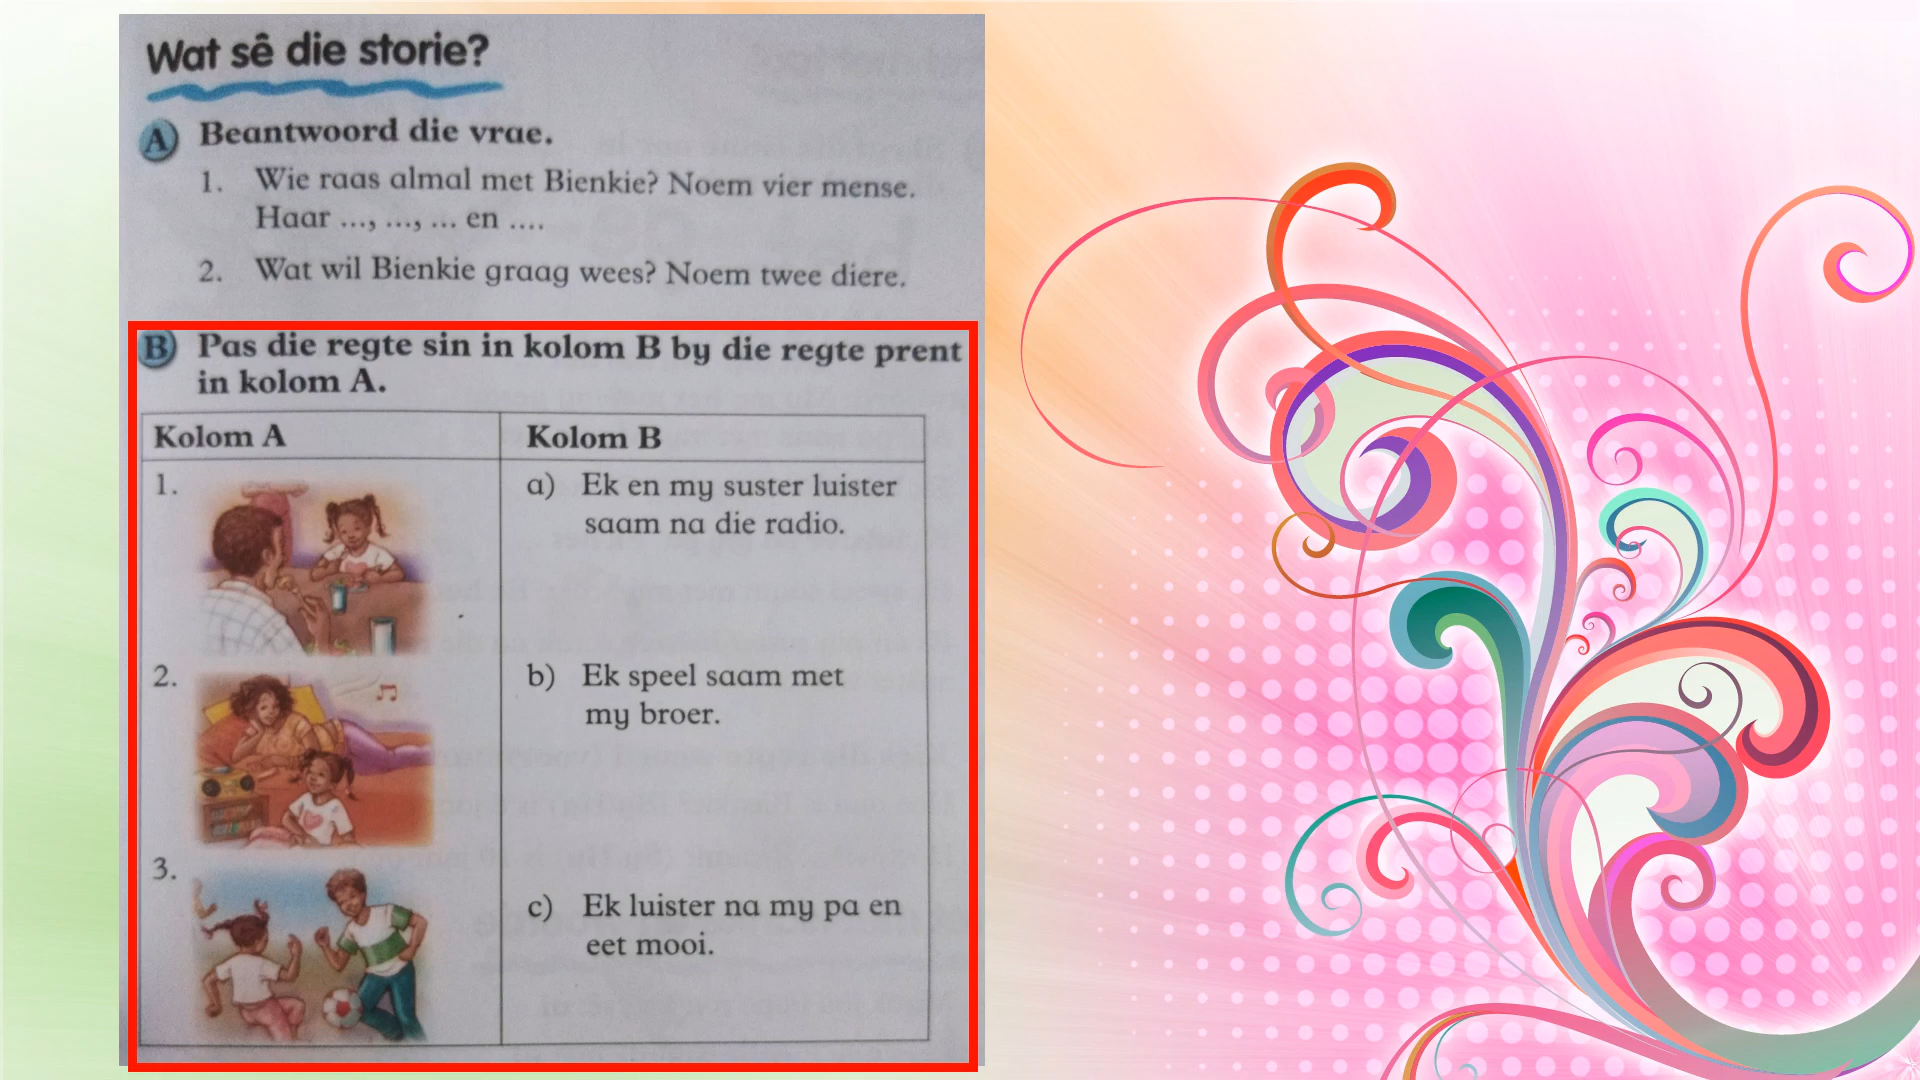 Wat sê die storie?
A Beantwoord die vrae.
1. Wie raas almal met Bienkie? Noem vier mense.
Haar ..., ..., ... en ....
2. Wat wil Bienkie graag wees? Noem twee diere.
B Pas die regte sin in kolom B by die regte prent
in kolom A.
Kolom A
Kolom B
1.
a) Ek en my suster luister
saam na die radio.
2.
b) Ek speel saam met
my broer.
3.
c) Ek luister na my pa en
eet mooi.